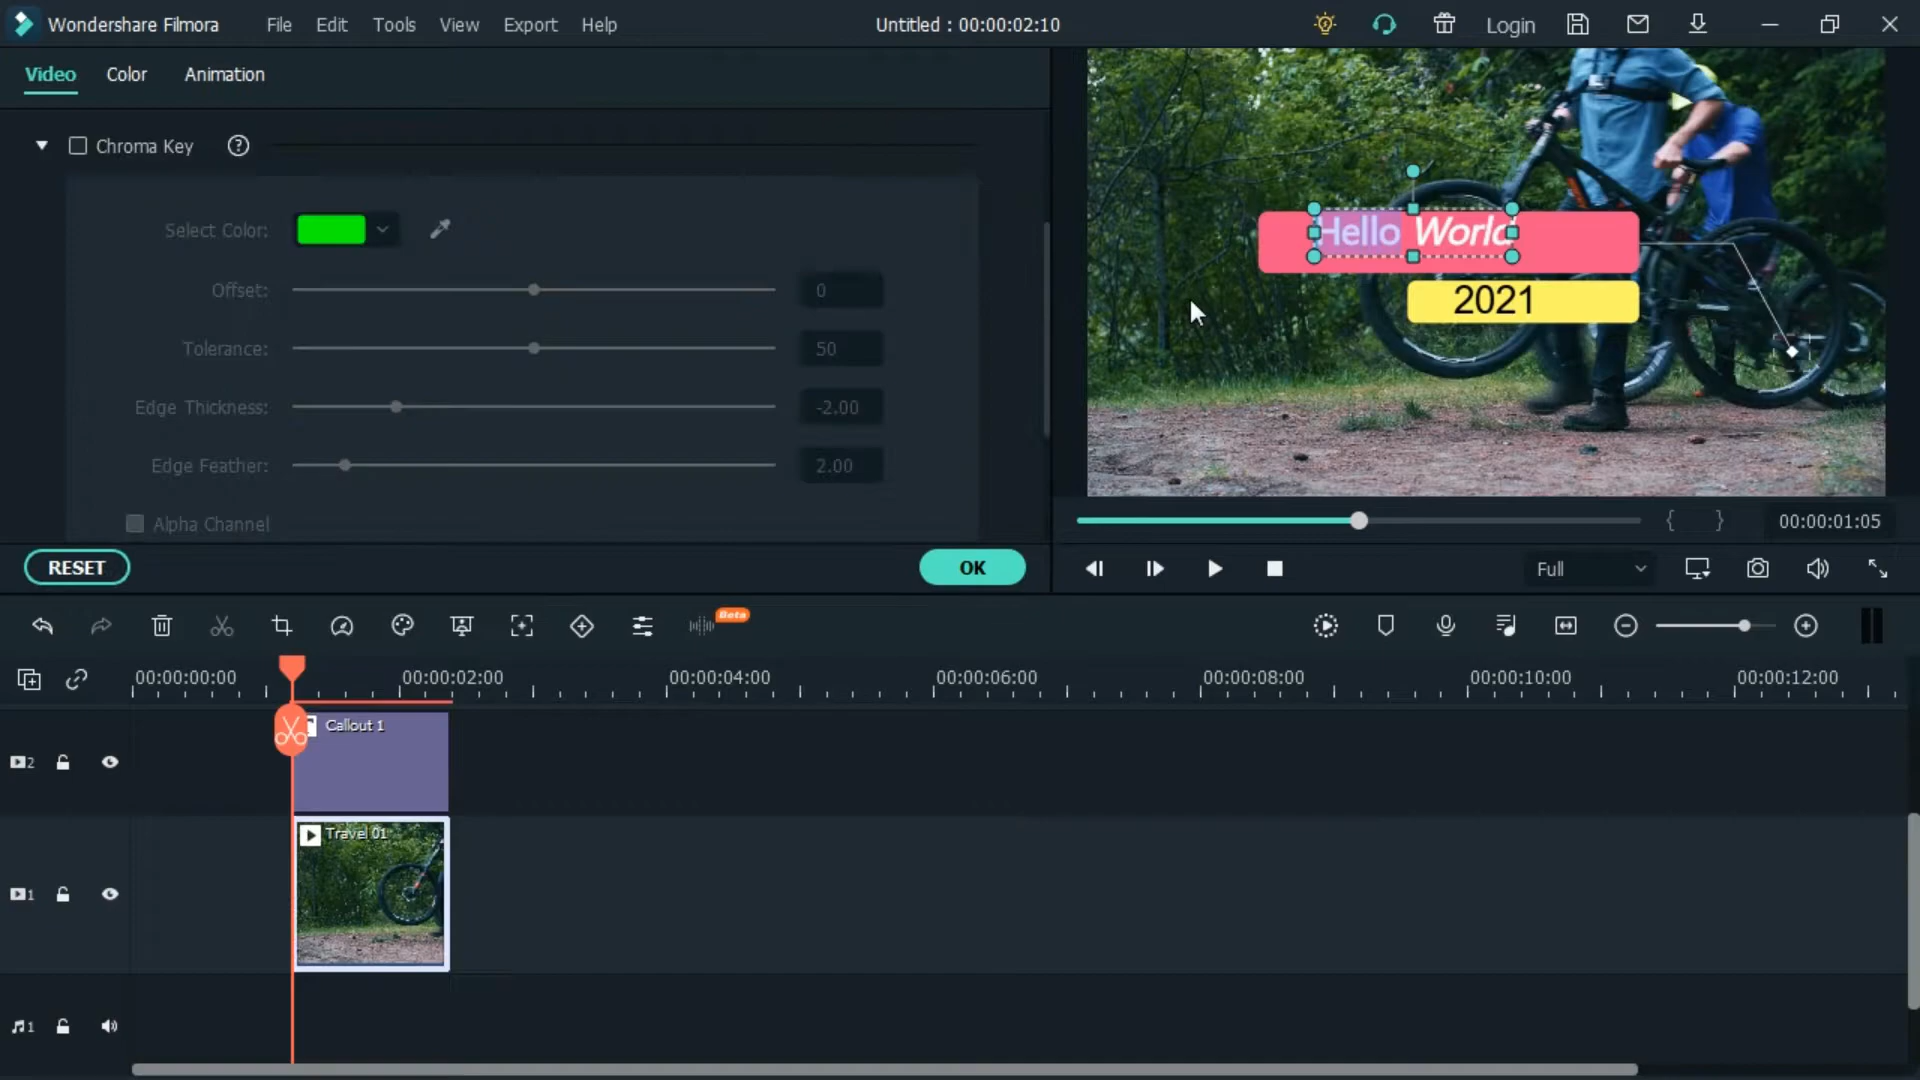 Wondershare Filmora File Edit Tools View Export Help Untitled : 00:00:02:10 Login
Video Color Animation
Chroma Key ?
Select Color:
Offset: 0
Tolerance: 50
Edge Thickness: -2.00
Edge Feather: 2.00
Alpha Channel
RESET OK
Hello World
2021
{ } 00:00:01:05
Full
Beta
00:00:00:00 00:00:02:00 00:00:04:00 00:00:06:00 00:00:08:00 00:00:10:00 00:00:12:00
Callout 1
2
Travel 01
1
1